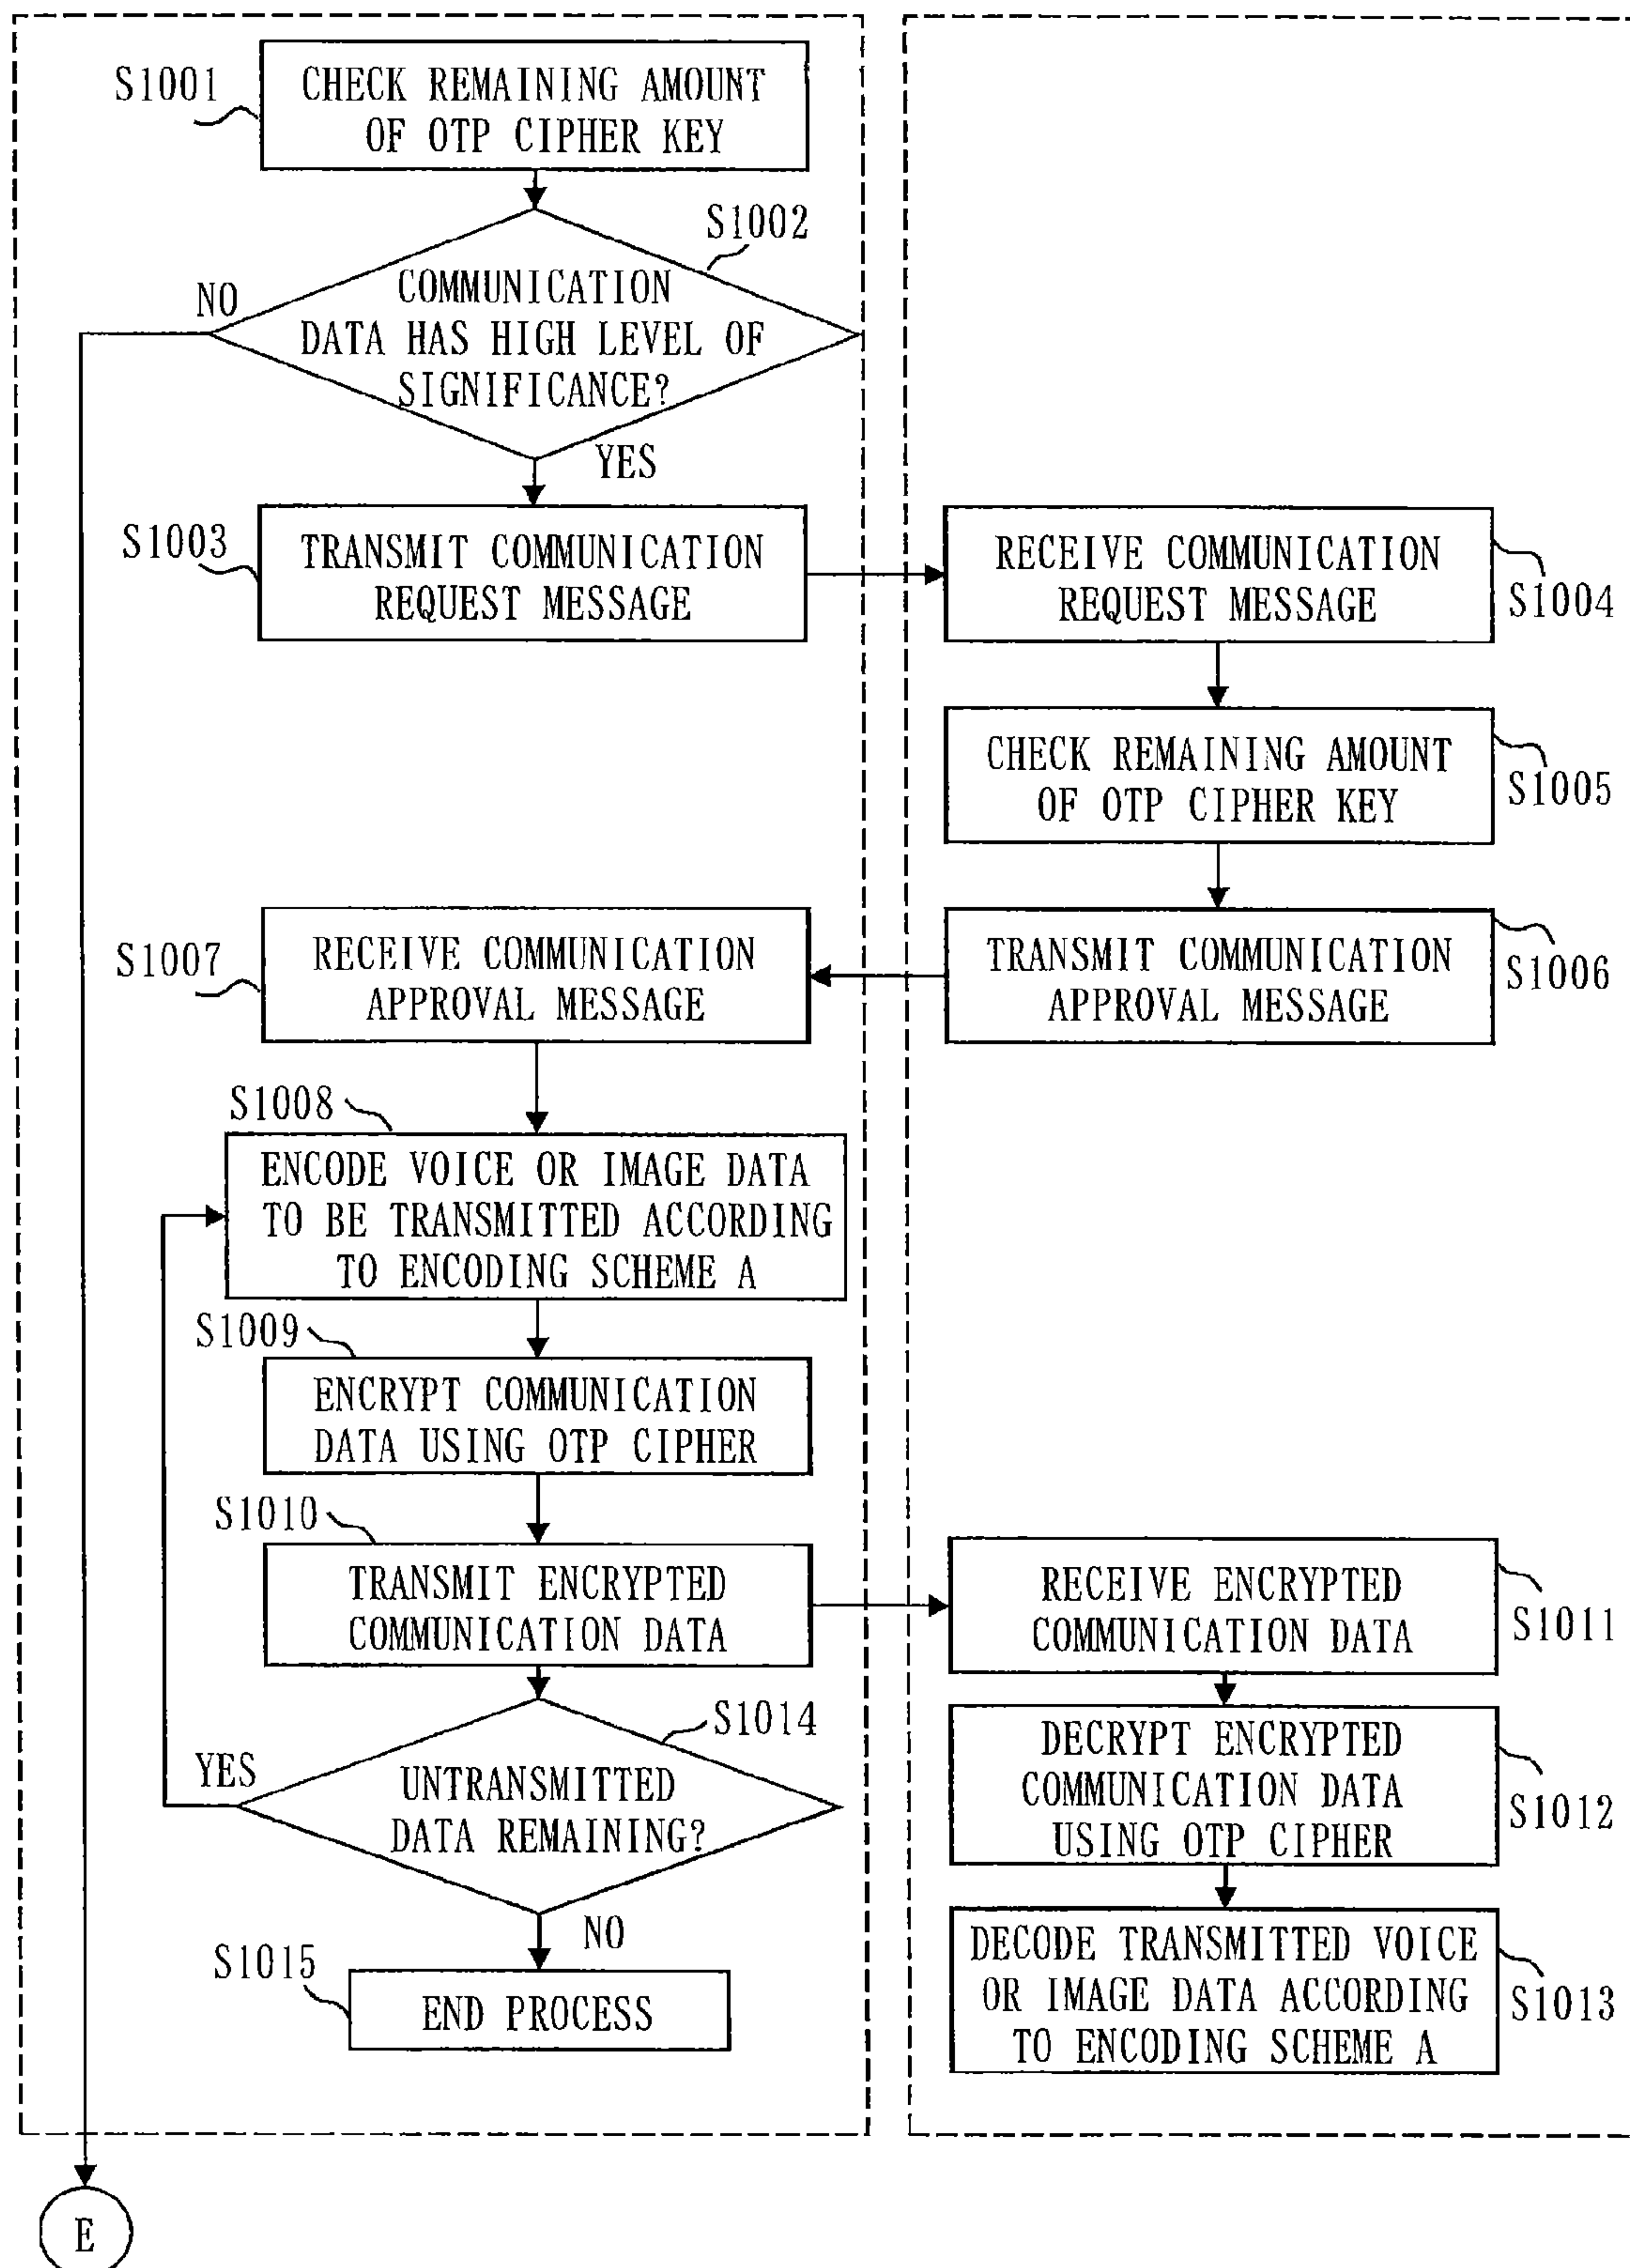 S1001
CHECK REMAINING AMOUNT
OF OTP CIPHER KEY
S1002
COMMUNICATION
DATA HAS HIGH LEVEL OF
SIGNIFICANCE?
NO
YES
S1003
TRANSMIT COMMUNICATION
REQUEST MESSAGE
RECEIVE COMMUNICATION
REQUEST MESSAGE
S1004
CHECK REMAINING AMOUNT
OF OTP CIPHER KEY
S1005
TRANSMIT COMMUNICATION
APPROVAL MESSAGE
S1006
S1007
RECEIVE COMMUNICATION
APPROVAL MESSAGE
S1008
ENCODE VOICE OR IMAGE DATA
TO BE TRANSMITTED ACCORDING
TO ENCODING SCHEME A
S1009
ENCRYPT COMMUNICATION
DATA USING OTP CIPHER
S1010
TRANSMIT ENCRYPTED
COMMUNICATION DATA
RECEIVE ENCRYPTED
COMMUNICATION DATA
S1011
DECRYPT ENCRYPTED
COMMUNICATION DATA
USING OTP CIPHER
S1012
DECODE TRANSMITTED VOICE
OR IMAGE DATA ACCORDING
TO ENCODING SCHEME A
S1013
S1014
YES
UNTRANSMITTED
DATA REMAINING?
NO
S1015
END PROCESS
E